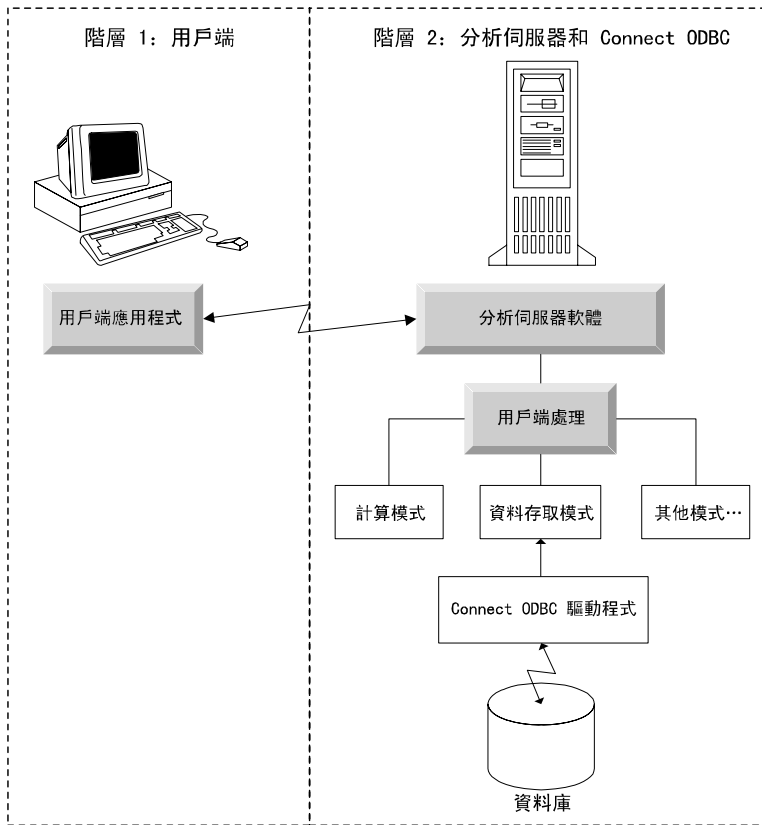 階層 1: 用戶端
階層 2: 分析伺服器和 Connect ODBC
用戶端應用程式
分析伺服器軟體
用戶端處理
計算模式
資料存取模式
其他模式…
Connect ODBC 驅動程式
資料庫